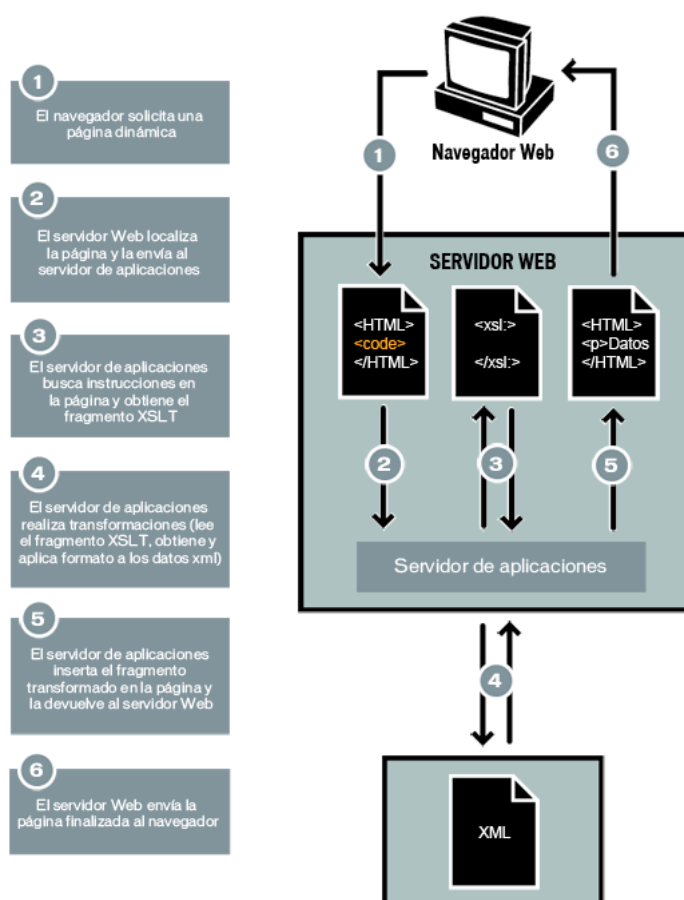 1
El navegador solicita una
página dinámica
2
El servidor Web localiza
la página y la envía al
servidor de aplicaciones
3
El servidor de aplicaciones
busca instrucciones en
la página y obtiene el
fragmento XSLT
4
El servidor de aplicaciones
realiza transformaciones (lee
el fragmento XSLT, obtiene y
aplica formato a los datos xml)
5
El servidor de aplicaciones
inserta el fragmento
transformado en la página y
la devuelve al servidor Web
6
El servidor Web envía la
página finalizada al navegador
Navegador Web
1
6
SERVIDOR WEB
<HTML>
<code>
</HTML>
<xsl:>
</xsl:>
<HTML>
<p>Datos
</HTML>
2
3
5
Servidor de aplicaciones
4
XML